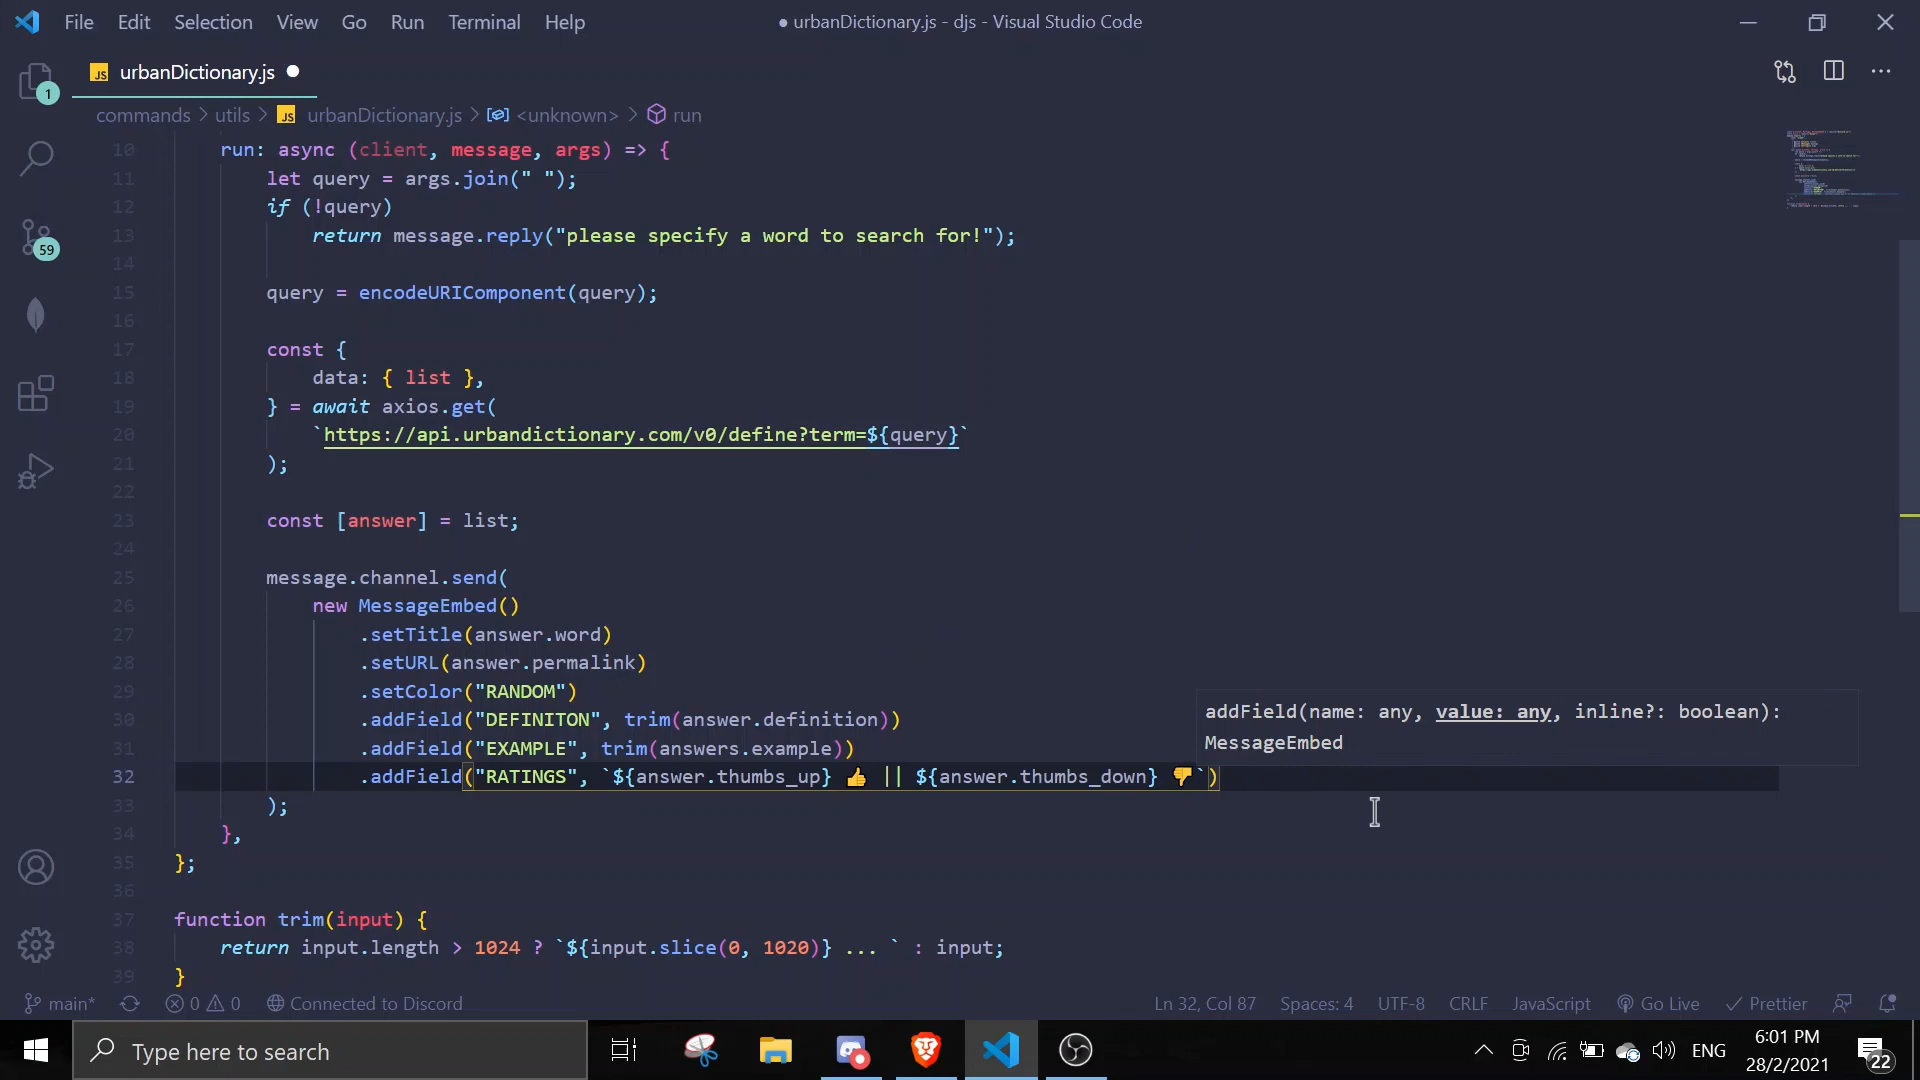 File Edit Selection View Go Run Terminal Help ● urbanDictionary.js - djs - Visual Studio Code
JS urbanDictionary.js ●
1
commands > utils > JS urbanDictionary.js > <unknown> > run
10 run: async (client, message, args) => {
11 let query = args.join(" ");
12 if (!query)
13 return message.reply("please specify a word to search for!");
14
15 query = encodeURIComponent(query);
16
17 const {
18 data: { list },
19 } = await axios.get(
20 `https://api.urbandictionary.com/v0/define?term=${query}`
21 );
22
23 const [answer] = list;
24
25 message.channel.send(
26 new MessageEmbed()
27 .setTitle(answer.word)
28 .setURL(answer.permalink)
29 .setColor("RANDOM")
30 .addField("DEFINITON", trim(answer.definition))
31 .addField("EXAMPLE", trim(answers.example))
32 .addField("RATINGS", `${answer.thumbs_up} 👍 || ${answer.thumbs_down} 👎`)
33 );
34 },
35 };
36
37 function trim(input) {
38 return input.length > 1024 ? `${input.slice(0, 1020)} ... ` : input;
39 }
addField(name: any, value: any, inline?: boolean):
MessageEmbed
59
main* 0 0 Connected to Discord Ln 32, Col 87 Spaces: 4 UTF-8 CRLF JavaScript Go Live Prettier
Type here to search
ENG
6:01 PM
28/2/2021
22